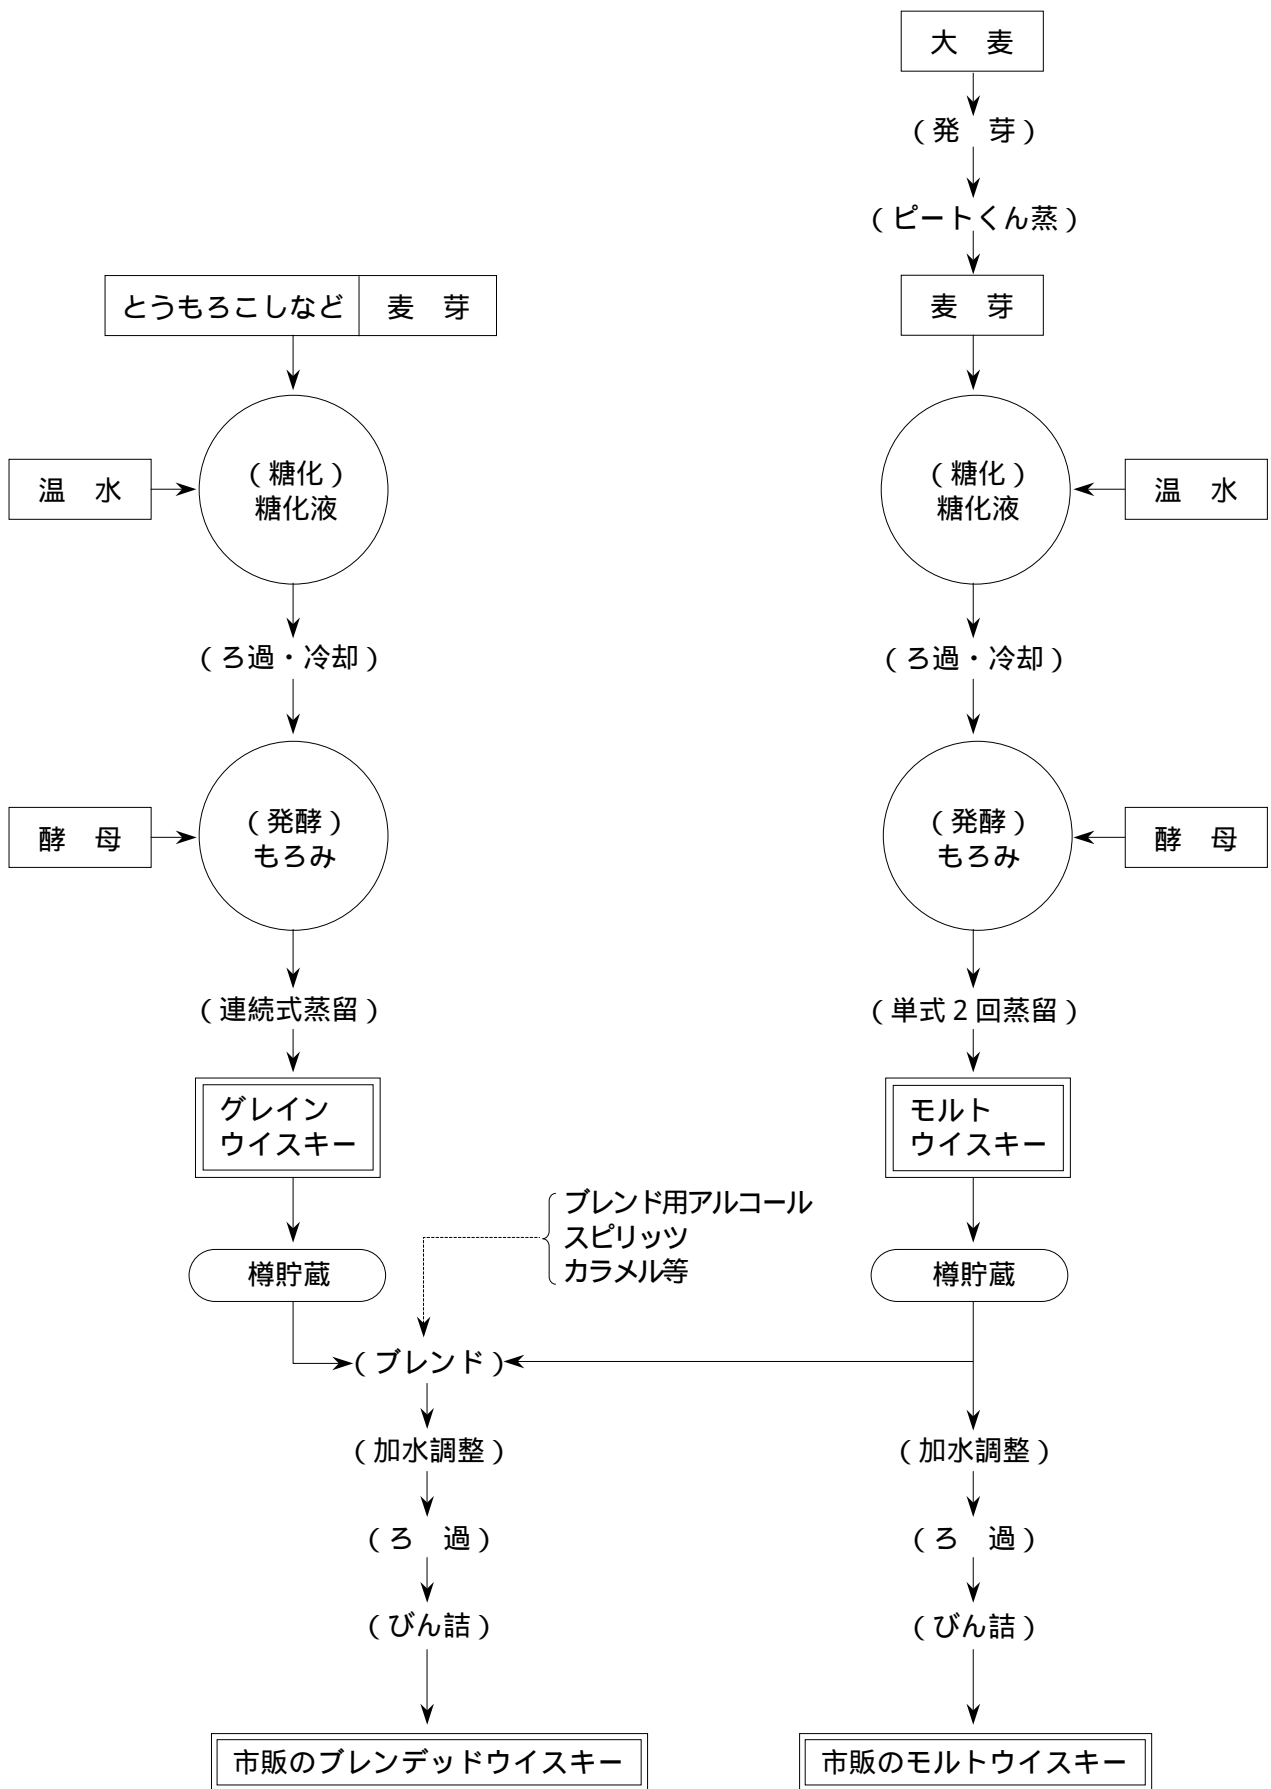 大　麦
（発　芽）
（ピートくん蒸）
とうもろこしなど 麦　芽
麦　芽
温　水
（糖化）
糖化液
（糖化）
糖化液
温　水
（ろ過・冷却）
（ろ過・冷却）
酵　母
（発酵）
もろみ
（発酵）
もろみ
酵　母
（連続式蒸留）
（単式２回蒸留）
グレイン
ウイスキー
モルト
ウイスキー
ブレンド用アルコール
スピリッツ
カラメル等
樽貯蔵
樽貯蔵
（ブレンド）
（加水調整）
（加水調整）
（ろ　過）
（ろ　過）
（びん詰）
（びん詰）
市販のブレンデッドウイスキー
市販のモルトウイスキー